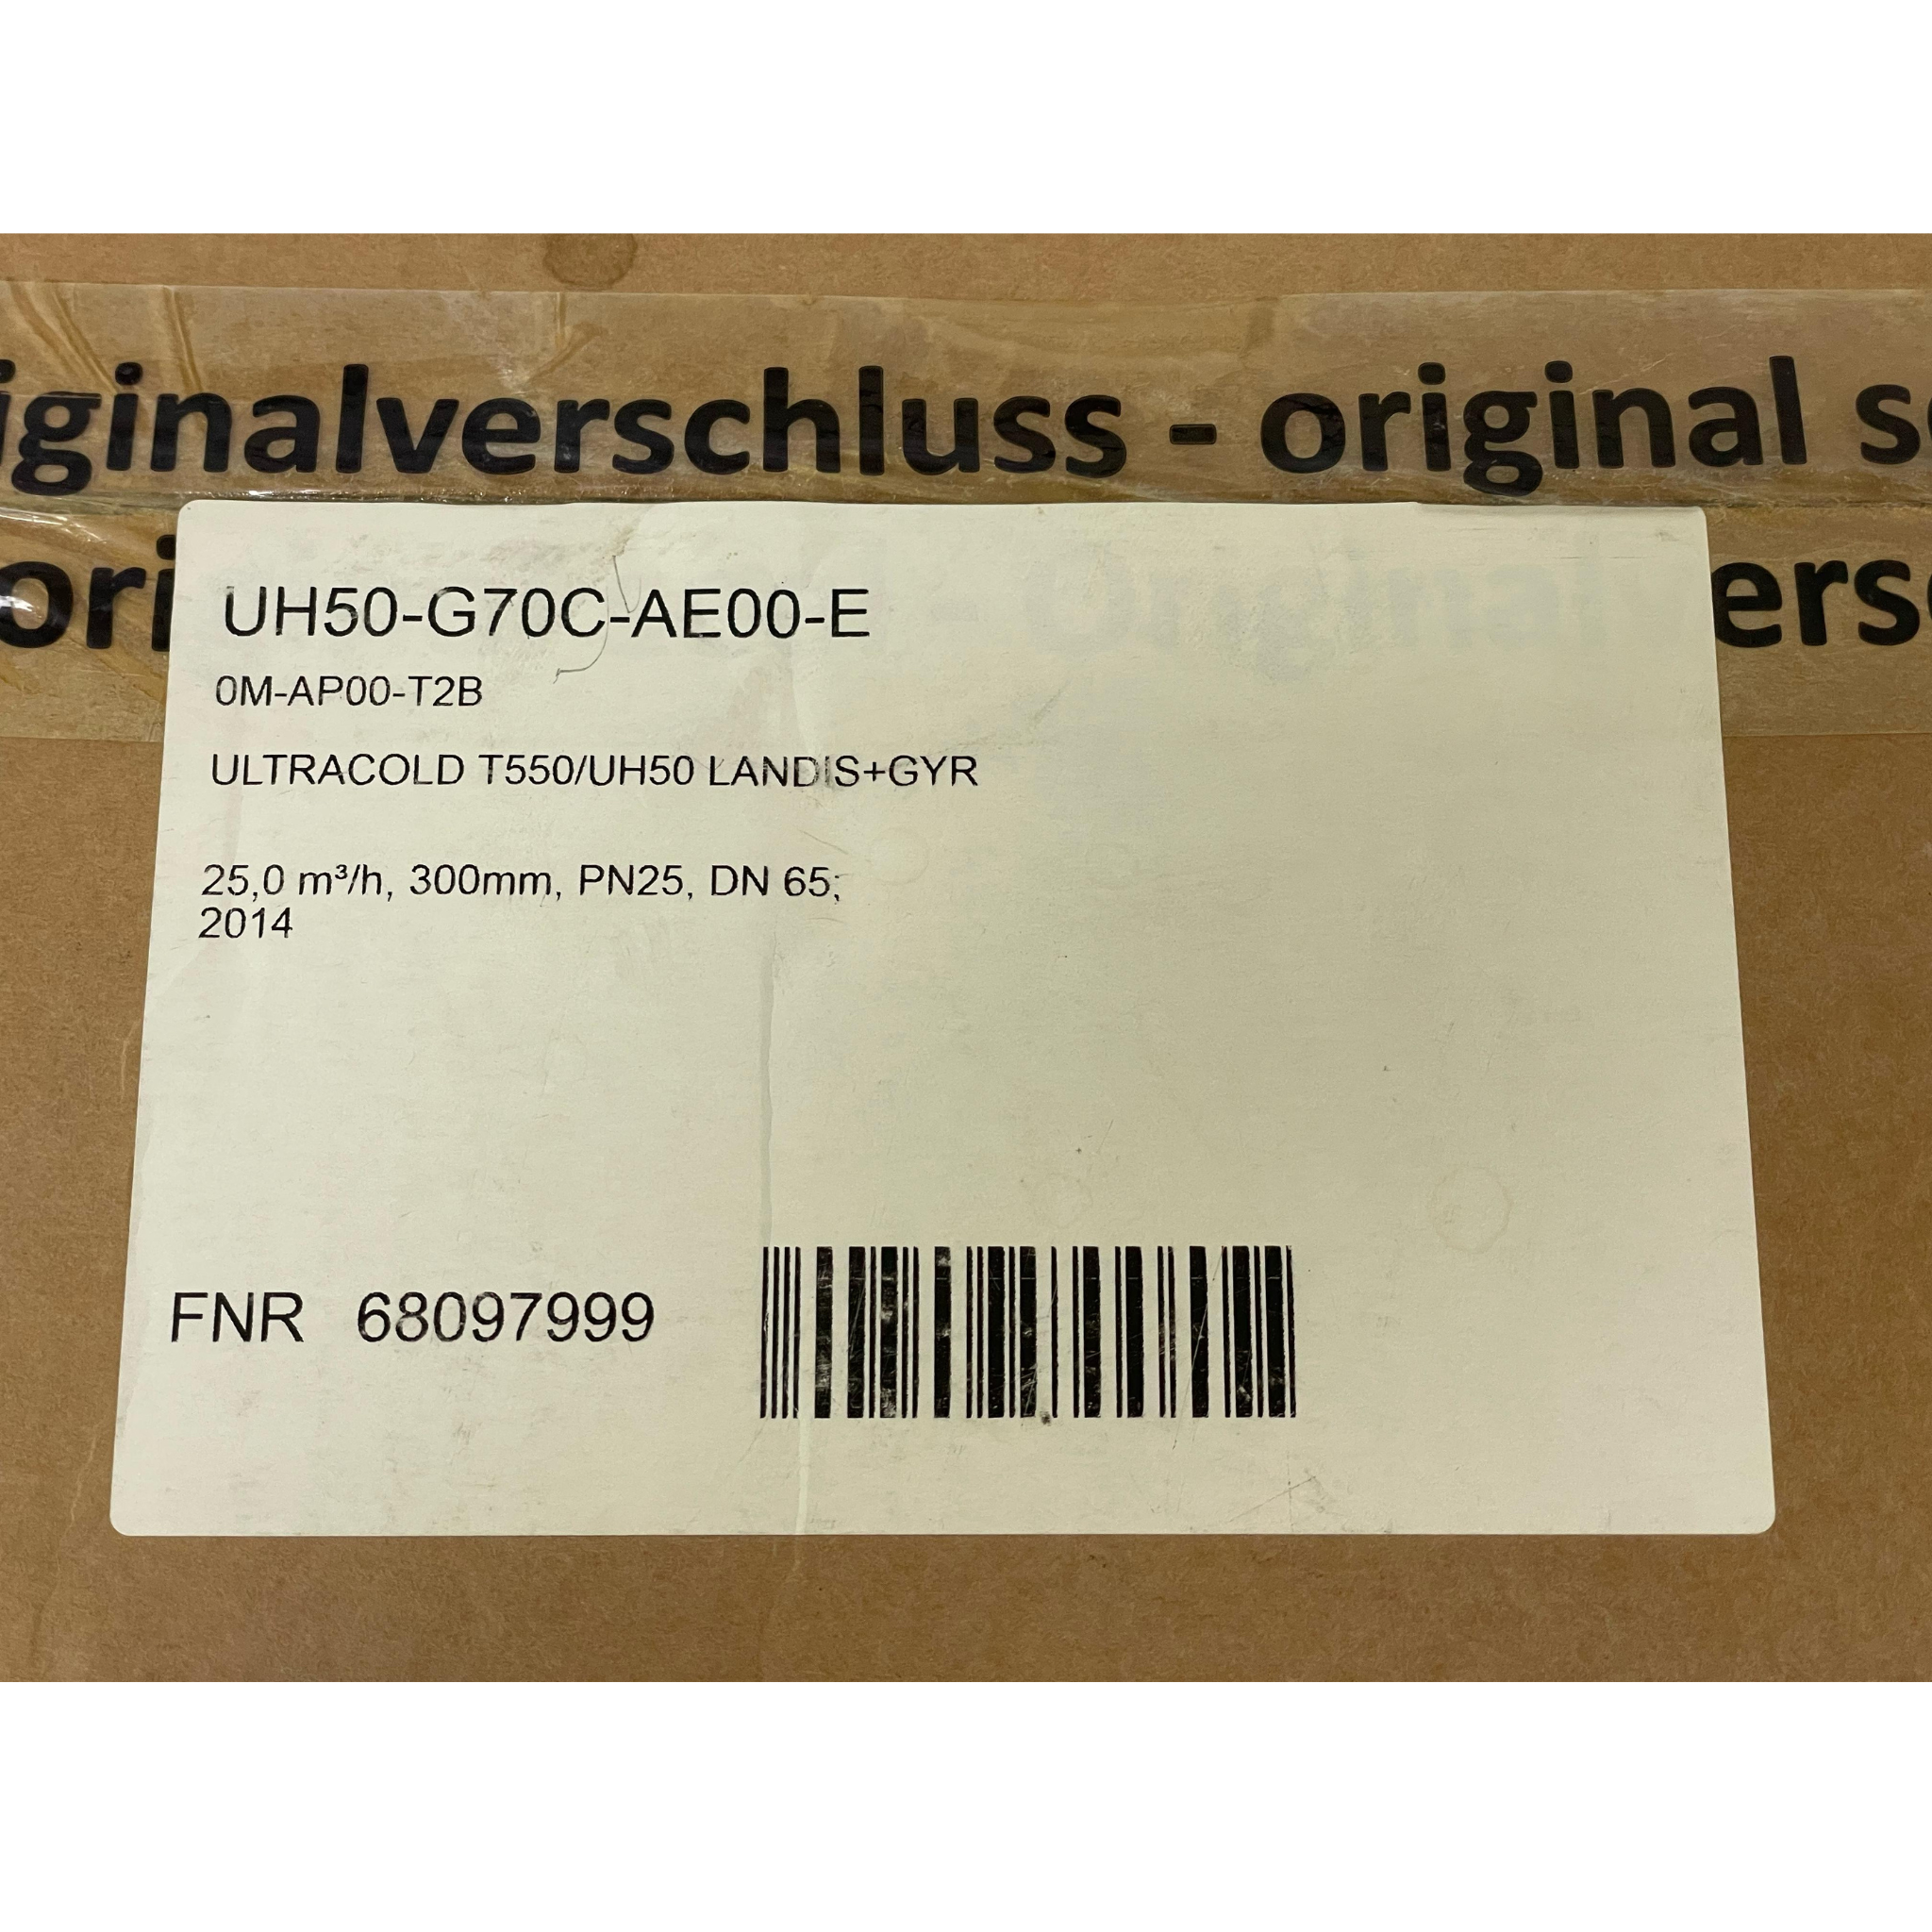 iginalverschluss - original se
ori
ers
UH50-G70C-AE00-E
0M-AP00-T2B
ULTRACOLD T550/UH50 LANDIS+GYR
25,0 m³/h, 300mm, PN25, DN 65;
2014
FNR 68097999